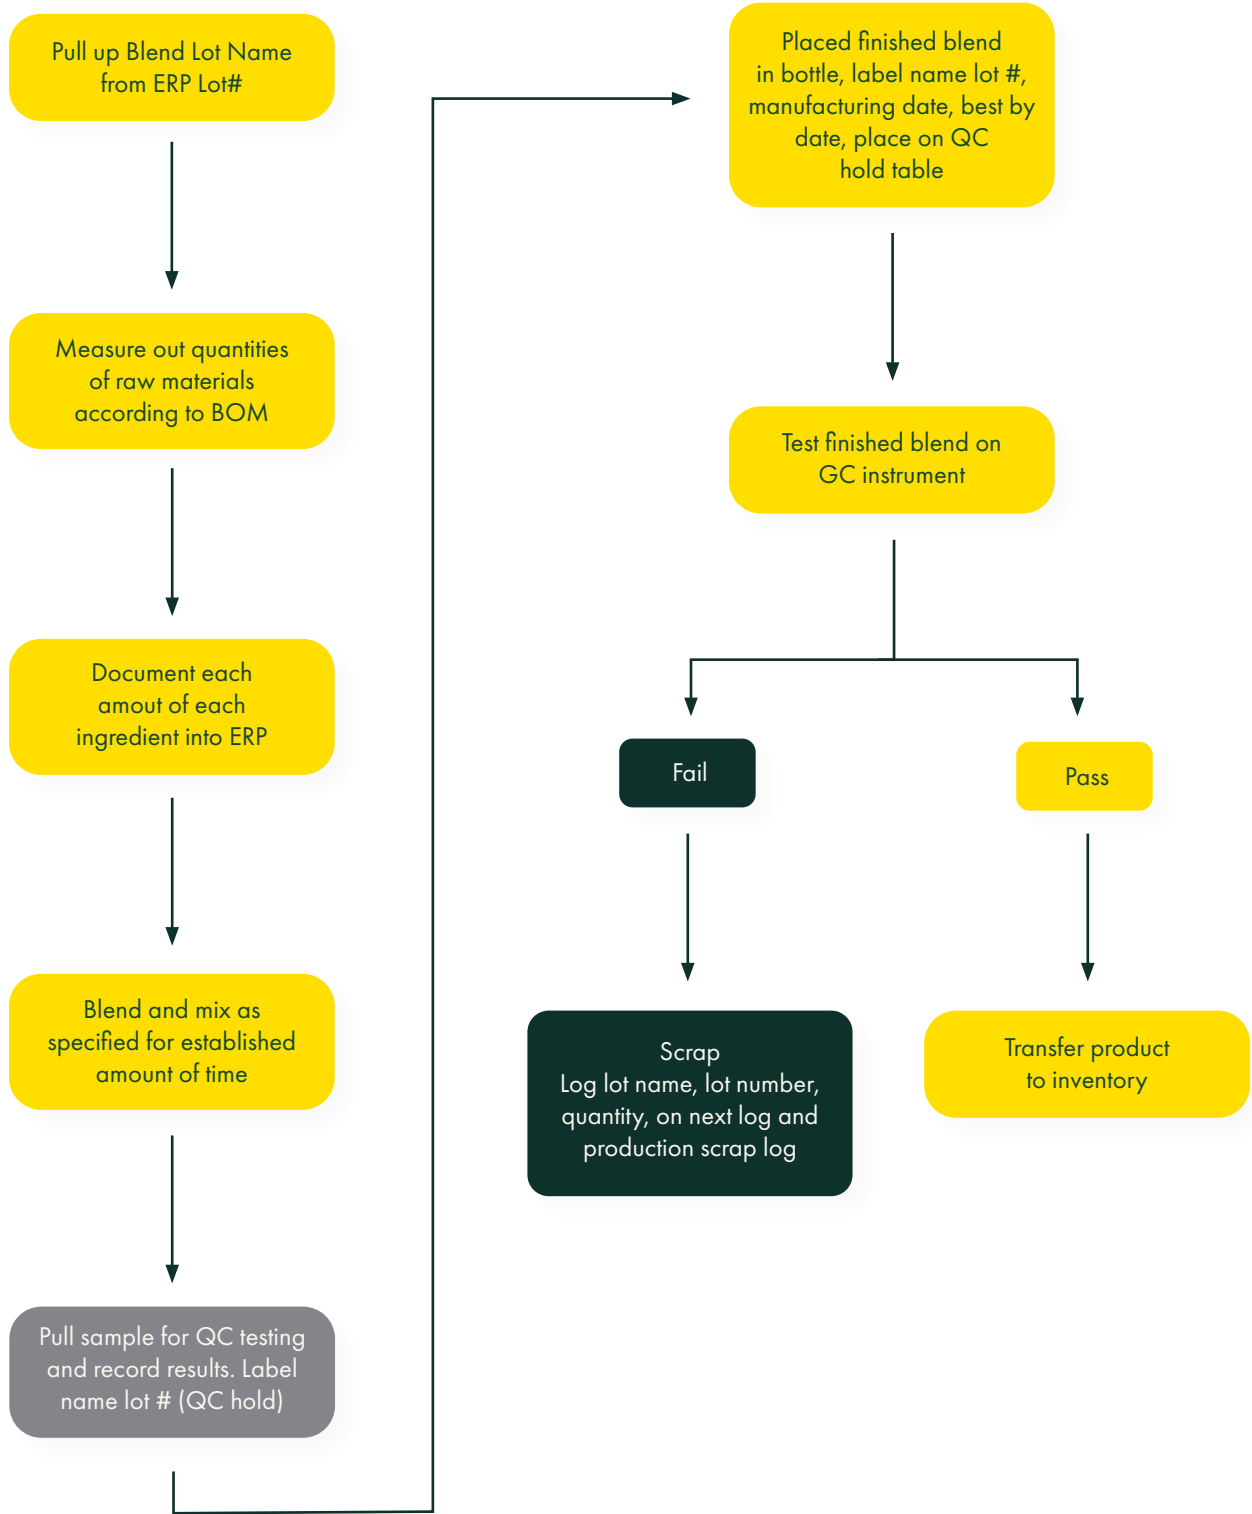 Pull up Blend Lot Name
from ERP Lot#
Measure out quantities
of raw materials
according to BOM
Document each
amout of each
ingredient into ERP
Blend and mix as
specified for established
amount of time
Pull sample for QC testing
and record results. Label
name lot # (QC hold)
Placed finished blend
in bottle, label name lot #,
manufacturing date, best by
date, place on QC
hold table
Test finished blend on
GC instrument
Fail
Pass
Scrap
Log lot name, lot number,
quantity, on next log and
production scrap log
Transfer product
to inventory